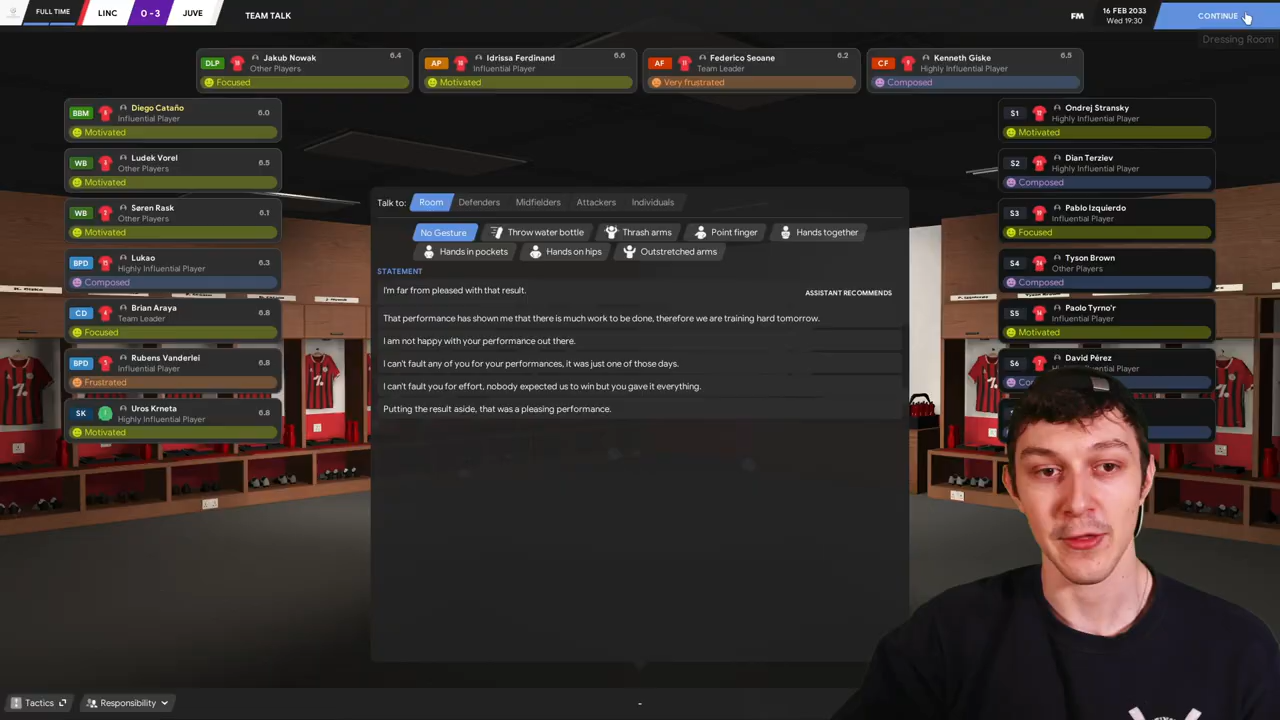 FULL TIME
LINC
0 - 3
JUVE
TEAM TALK
FM
16 FEB 2033
Wed 19:30
CONTINUE
Dressing Room
DLP
Jakub Nowak
Other Players
6.4
Focused
AP
Idrissa Ferdinand
Influential Player
6.6
Motivated
AF
Federico Seoane
Team Leader
6.2
Very frustrated
CF
Kenneth Giske
Highly Influential Player
6.5
Composed
BBM
Diego Cataño
Influential Player
6.0
Motivated
WB
Ludek Vorel
Other Players
6.5
Motivated
WB
Søren Rask
Other Players
6.1
Motivated
BPD
Lukao
Highly Influential Player
6.3
Composed
CD
Brian Araya
Team Leader
6.8
Focused
BPD
Rubens Vanderlei
Influential Player
6.8
Frustrated
SK
Uros Krneta
Highly Influential Player
6.8
Motivated
Talk to:
Room
Defenders
Midfielders
Attackers
Individuals
No Gesture
Throw water bottle
Thrash arms
Point finger
Hands together
Hands in pockets
Hands on hips
Outstretched arms
STATEMENT
I'm far from pleased with that result.
ASSISTANT RECOMMENDS
That performance has shown me that there is much work to be done, therefore we are training hard tomorrow.
I am not happy with your performance out there.
I can't fault any of you for your performances, it was just one of those days.
I can't fault you for effort, nobody expected us to win but you gave it everything.
Putting the result aside, that was a pleasing performance.
S1
Ondrej Stransky
Highly Influential Player
Motivated
S2
Dian Terziev
Highly Influential Player
Composed
S3
Pablo Izquierdo
Highly Influential Player
Focused
S4
Tyson Brown
Other Players
Composed
S5
Paolo Tyrno'r
Highly Influential Player
Motivated
S6
David Pérez
Highly Influential Player
Tactics
Responsibility
-